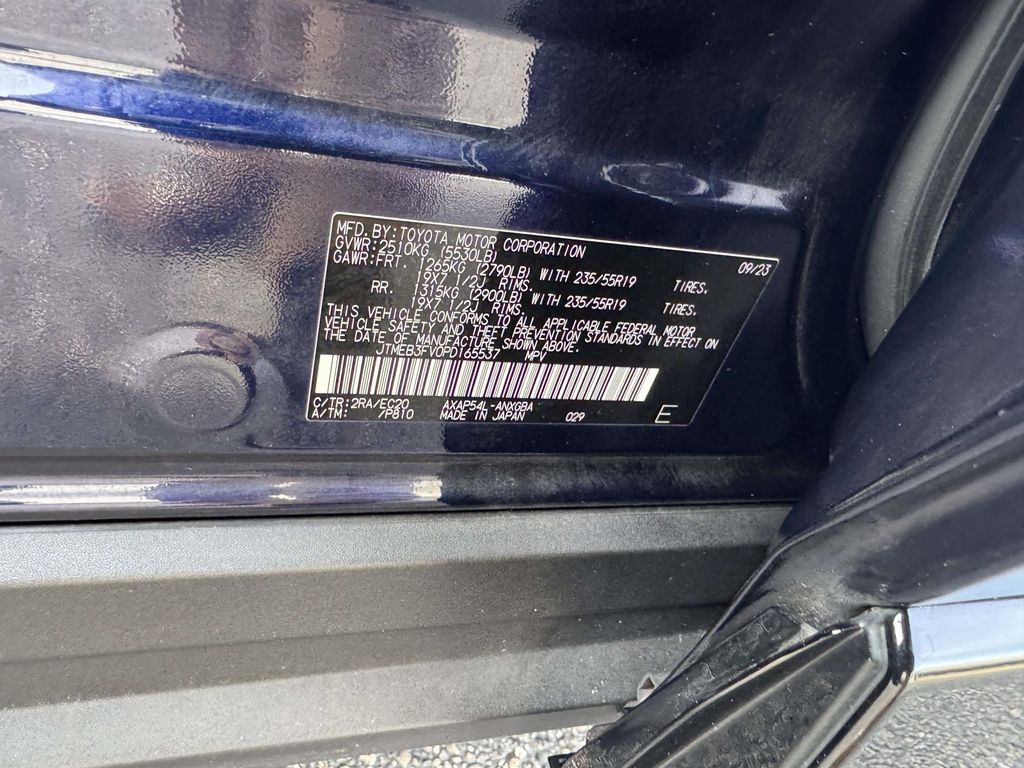 MFD. BY: TOYOTA MOTOR CORPORATION 09/23
GVWR: 2510KG (5530LB)
GAWR: FRT. 1265KG (2790LB) WITH 235/55R19 TIRES.
19X7 1/2J RIMS.
RR. 1315KG (2900LB) WITH 235/55R19 TIRES.
19X7 1/2J RIMS.
THIS VEHICLE CONFORMS TO ALL APPLICABLE FEDERAL MOTOR
VEHICLE SAFETY AND THEFT PREVENTION STANDARDS IN EFFECT ON
THE DATE OF MANUFACTURE SHOWN ABOVE.
JTMEB3FV0PD165537 MPV
C/TR: 2RA/EC20 AXAP54L-ANXGBA
A/TM: -/P810 MADE IN JAPAN 029 E